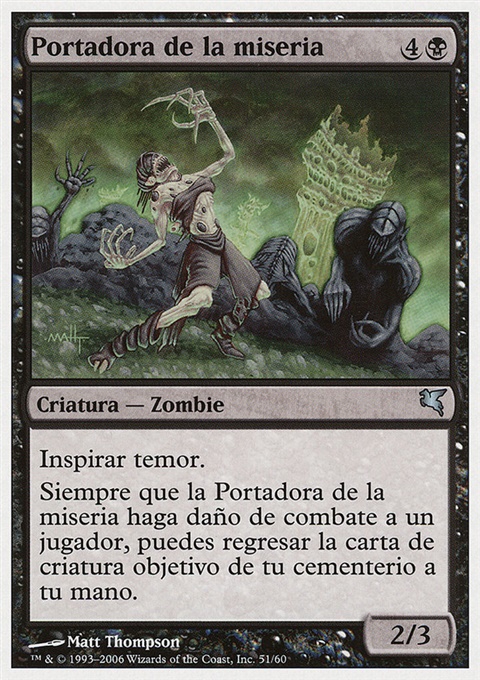 Portadora de la miseria 4
MATT
Criatura — Zombie
Inspirar temor.
Siempre que la Portadora de la
miseria haga daño de combate a un
jugador, puedes regresar la carta de
criatura objetivo de tu cementerio a
tu mano.
2/3
Matt Thompson
™ & © 1993–2006 Wizards of the Coast, Inc. 51/60